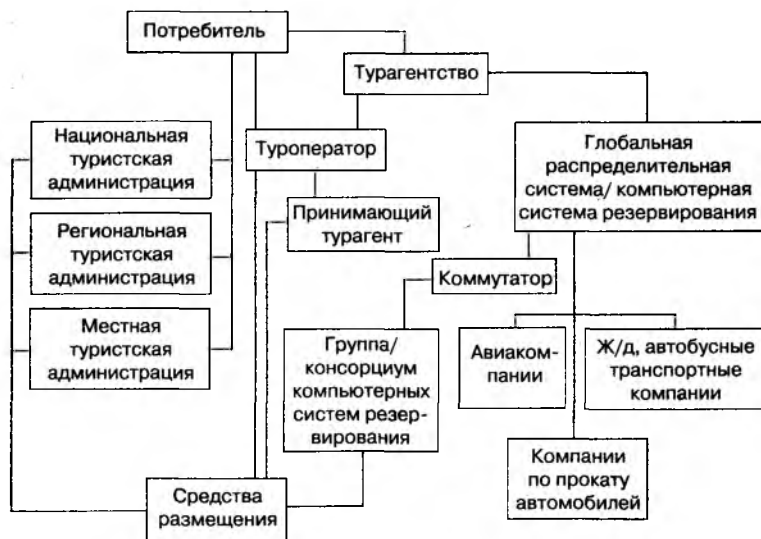 Потребитель
Турагентство
Национальная
туристская
администрация
Туроператор
Глобальная
распределительная
система/ компьютерная
система резервирования
Региональная
туристская
администрация
Принимающий
турагент
Коммутатор
Местная
туристская
администрация
Группа/
консорциум
компьютерных
систем резер-
вирования
Авиаком-
пании
Ж/д, автобусные
транспортные
компании
Компании
по прокату
автомобилей
Средства
размещения